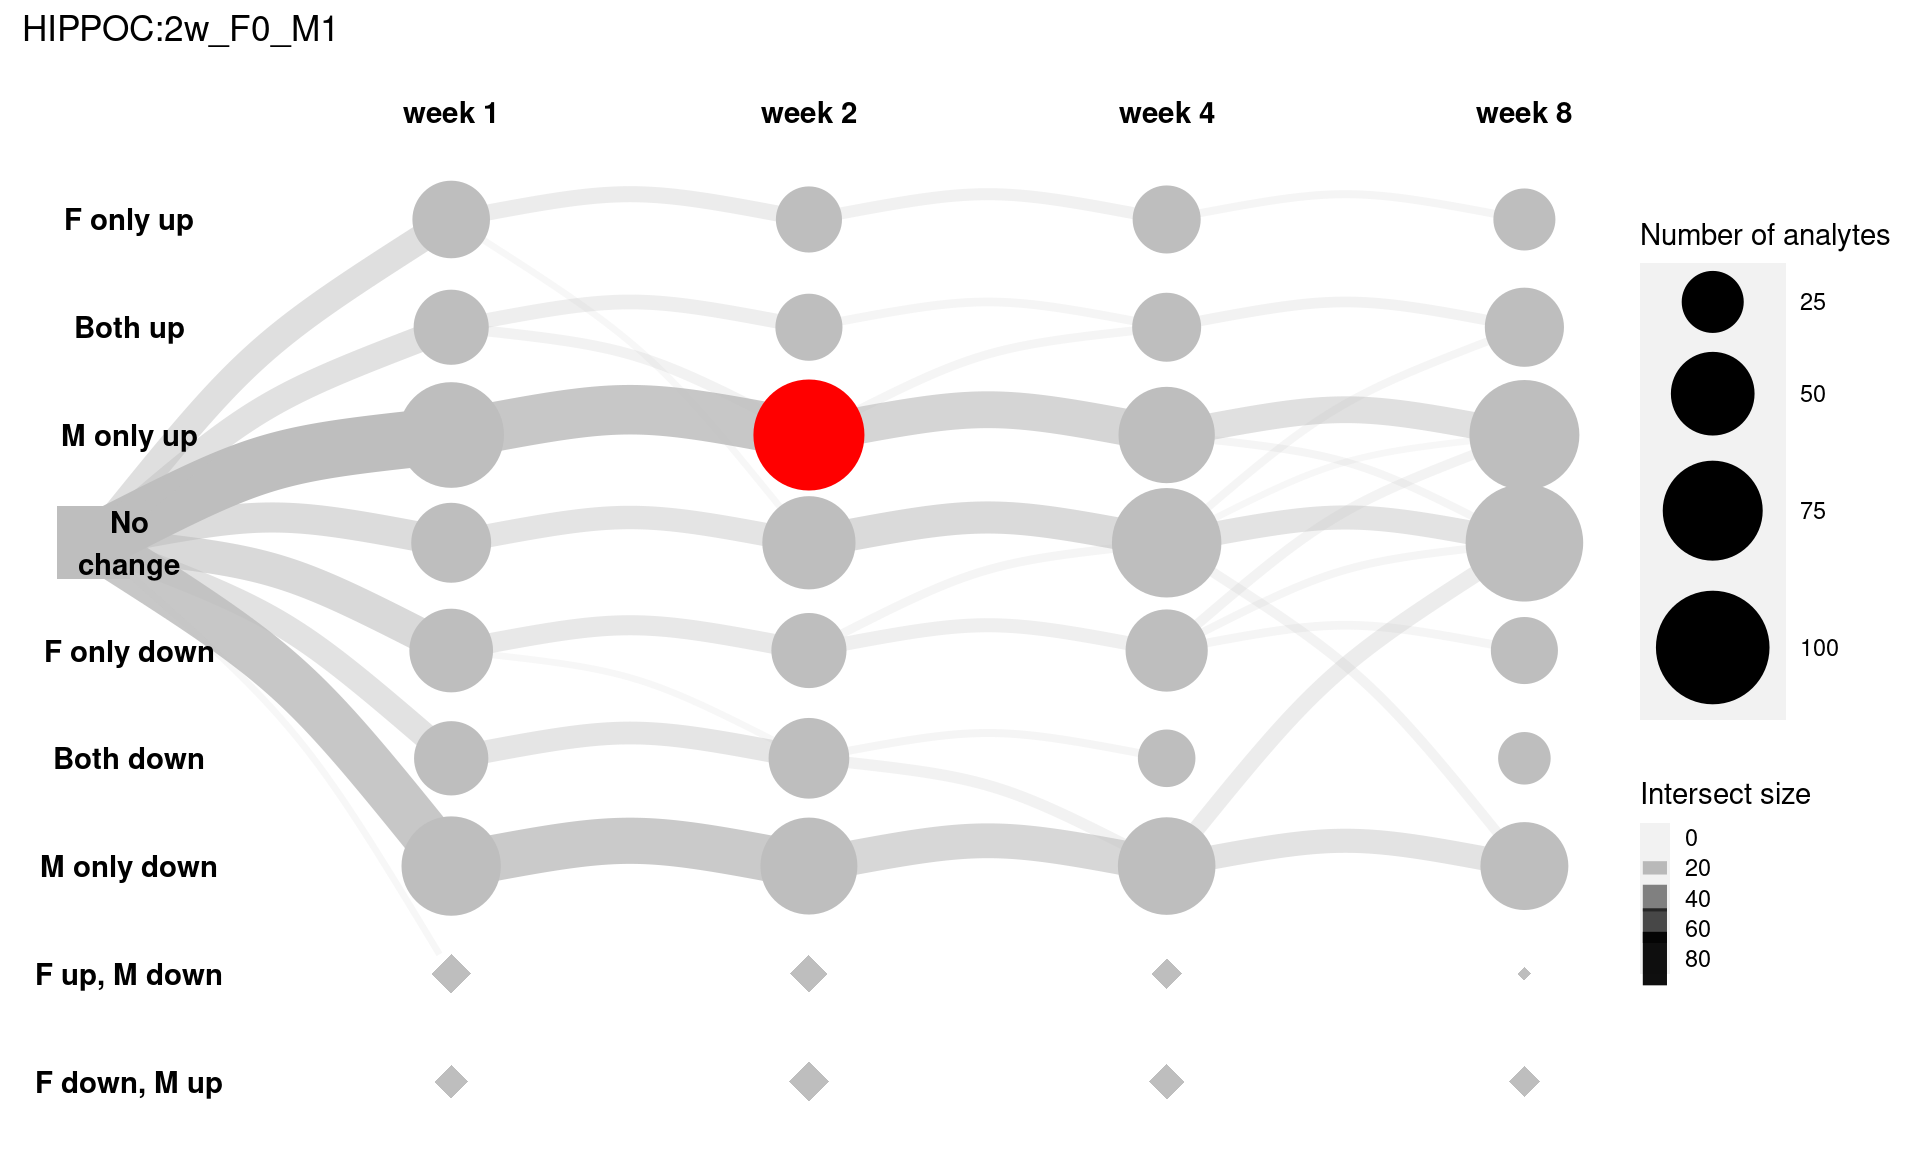 HIPPOC:2w_F0_M1
week 1
week 2
week 4
week 8
F only up
Both up
M only up
No
change
F only down
Both down
M only down
F up, M down
F down, M up
Number of analytes
25
50
75
100
Intersect size
0
20
40
60
80